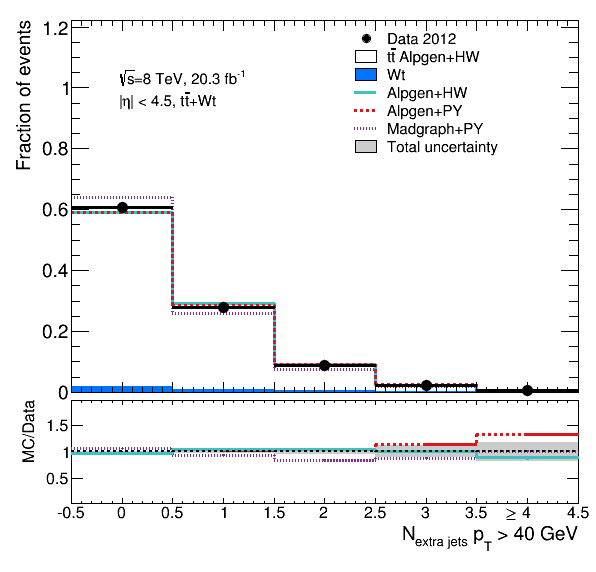 Fraction of events
1.2
1
0.8
0.6
0.4
0.2
0
√s=8 TeV, 20.3 fb⁻¹
|η| < 4.5, tt̄+Wt
Data 2012
tt̄ Alpgen+HW
Wt
Alpgen+HW
Alpgen+PY
Madgraph+PY
Total uncertainty
MC/Data
1.5
1
0.5
-0.5 0 0.5 1 1.5 2 2.5 3 3.5 ≥ 4 4.5
N_extra jets p_T > 40 GeV